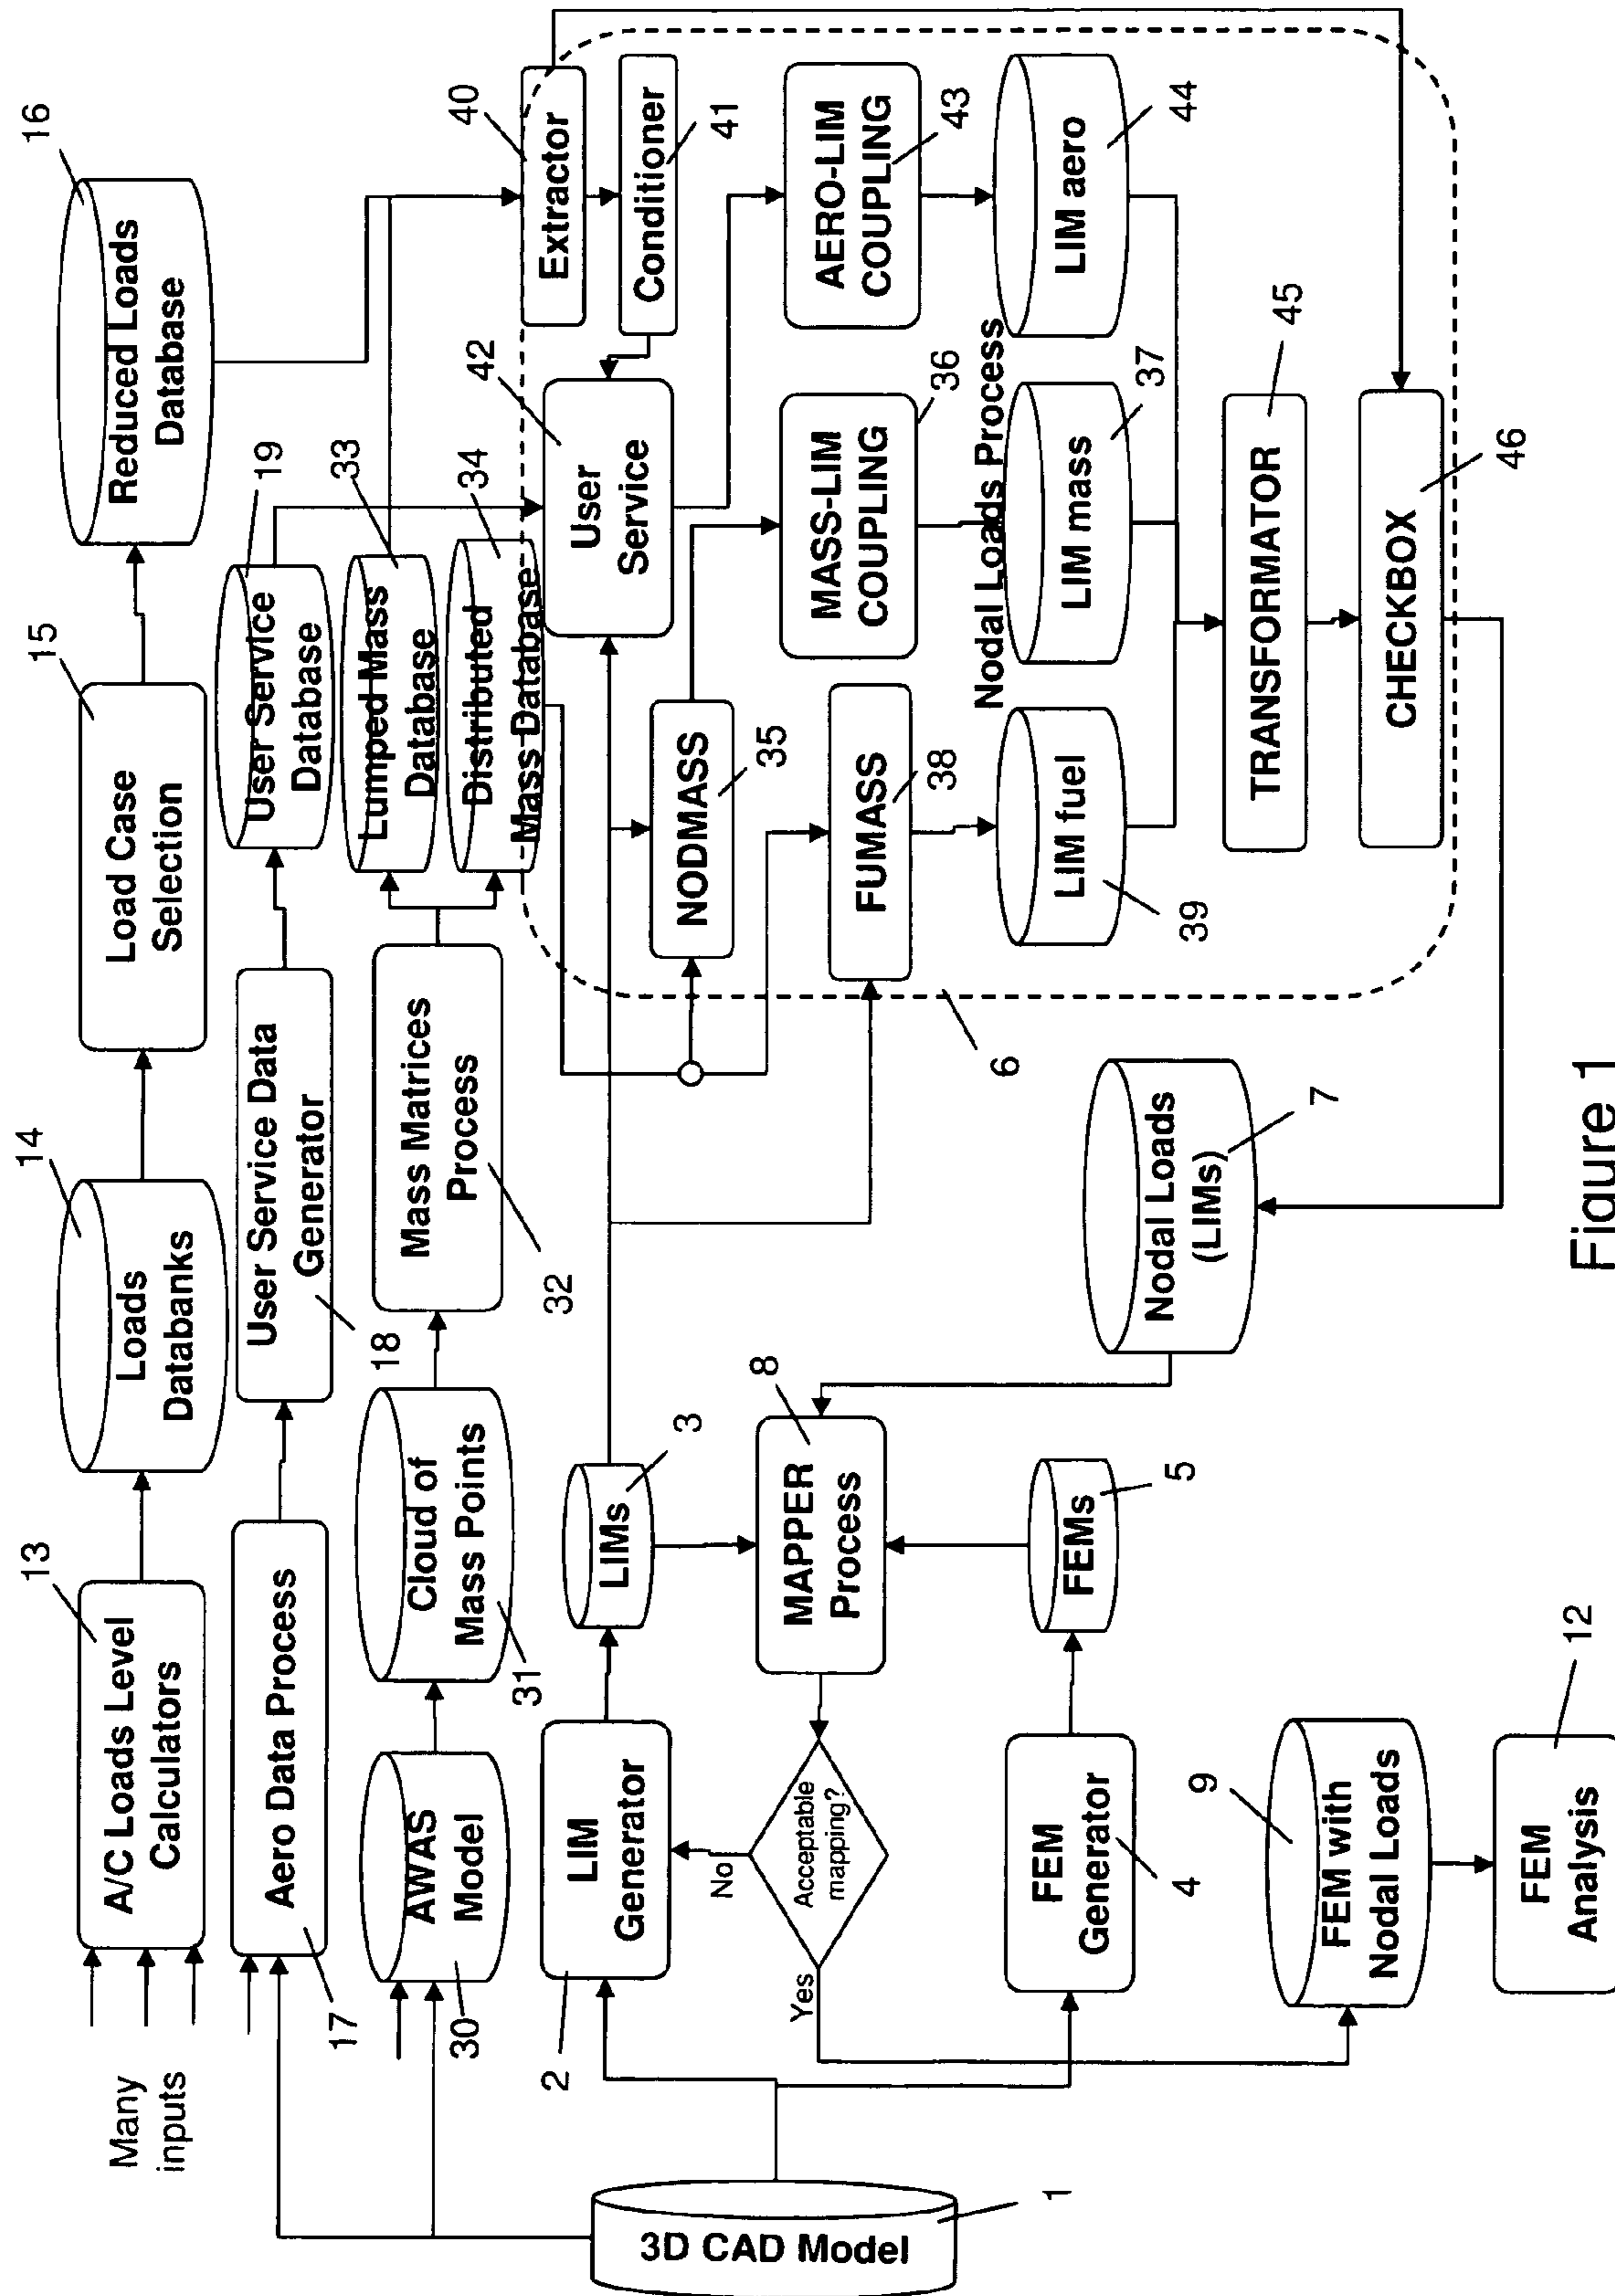 13
A/C Loads Level
Calculators
Many
inputs
14
Loads
Databanks
15
Load Case
Selection
16
Reduced Loads
Database
17
Aero Data Process
18
User Service Data
Generator
19
User Service
Database
30
AWAS
Model
31
Cloud of
Mass Points
32
Mass Matrices
Process
33
Lumped Mass
Database
34
Distributed
Mass Database
40
Extractor
41
Conditioner
42
User
Service
2
LIM
Generator
3
LIMs
35
NODMASS
36
MASS-LIM
COUPLING
43
AERO-LIM
COUPLING
1
3D CAD Model
No
Acceptable
mapping?
Yes
8
MAPPER
Process
38
FUMASS
Nodal Loads Process
39
LIM fuel
37
LIM mass
44
LIM aero
4
FEM
Generator
5
FEMs
6
7
Nodal Loads
(LIMs)
45
TRANSFORMATOR
46
CHECKBOX
9
FEM with
Nodal Loads
12
FEM
Analysis
Figure 1